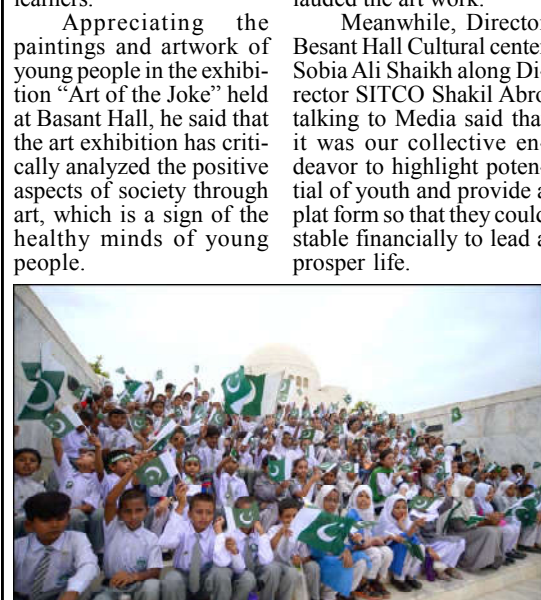 learners.
Appreciating the
paintings and artwork of
young people in the exhibi-
tion “Art of the Joke” held
at Basant Hall, he said that
the art exhibition has criti-
cally analyzed the positive
aspects of society through
art, which is a sign of the
healthy minds of young
people.
lauded the art work.
Meanwhile, Director
Besant Hall Cultural center
Sobia Ali Shaikh along Di-
rector SITCO Shakil Abro
talking to Media said that
it was our collective en-
deavor to highlight poten-
tial of youth and provide a
plat form so that they could
stable financially to lead a
prosper life.